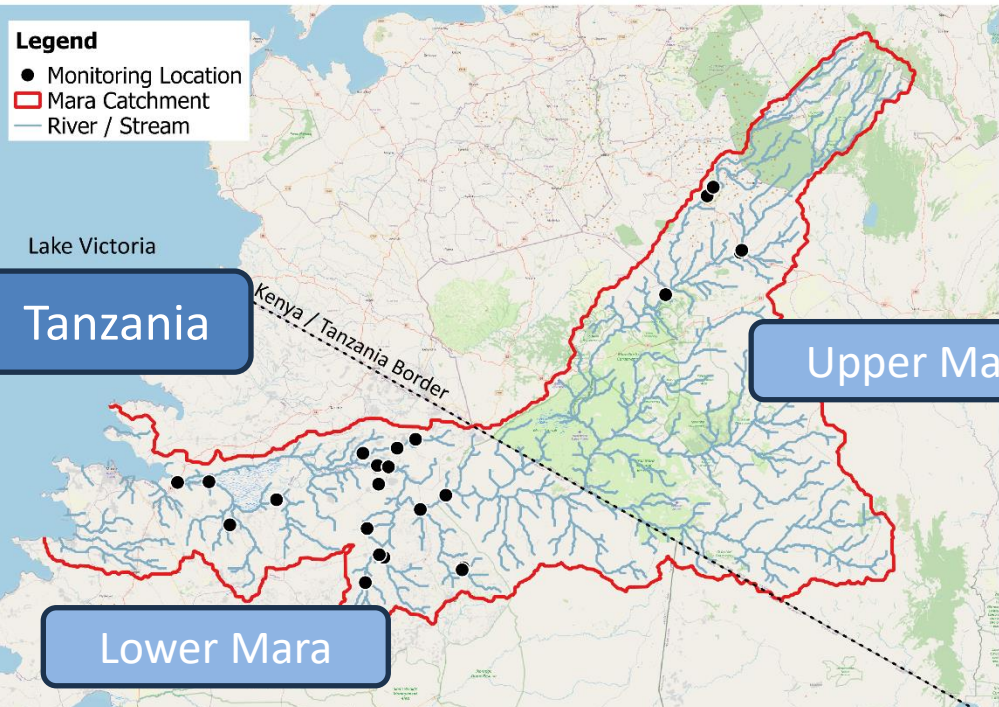 Legend
Monitoring Location
Mara Catchment
River / Stream
Lake Victoria
Tanzania
Kenya / Tanzania Border
Upper Ma
Lower Mara